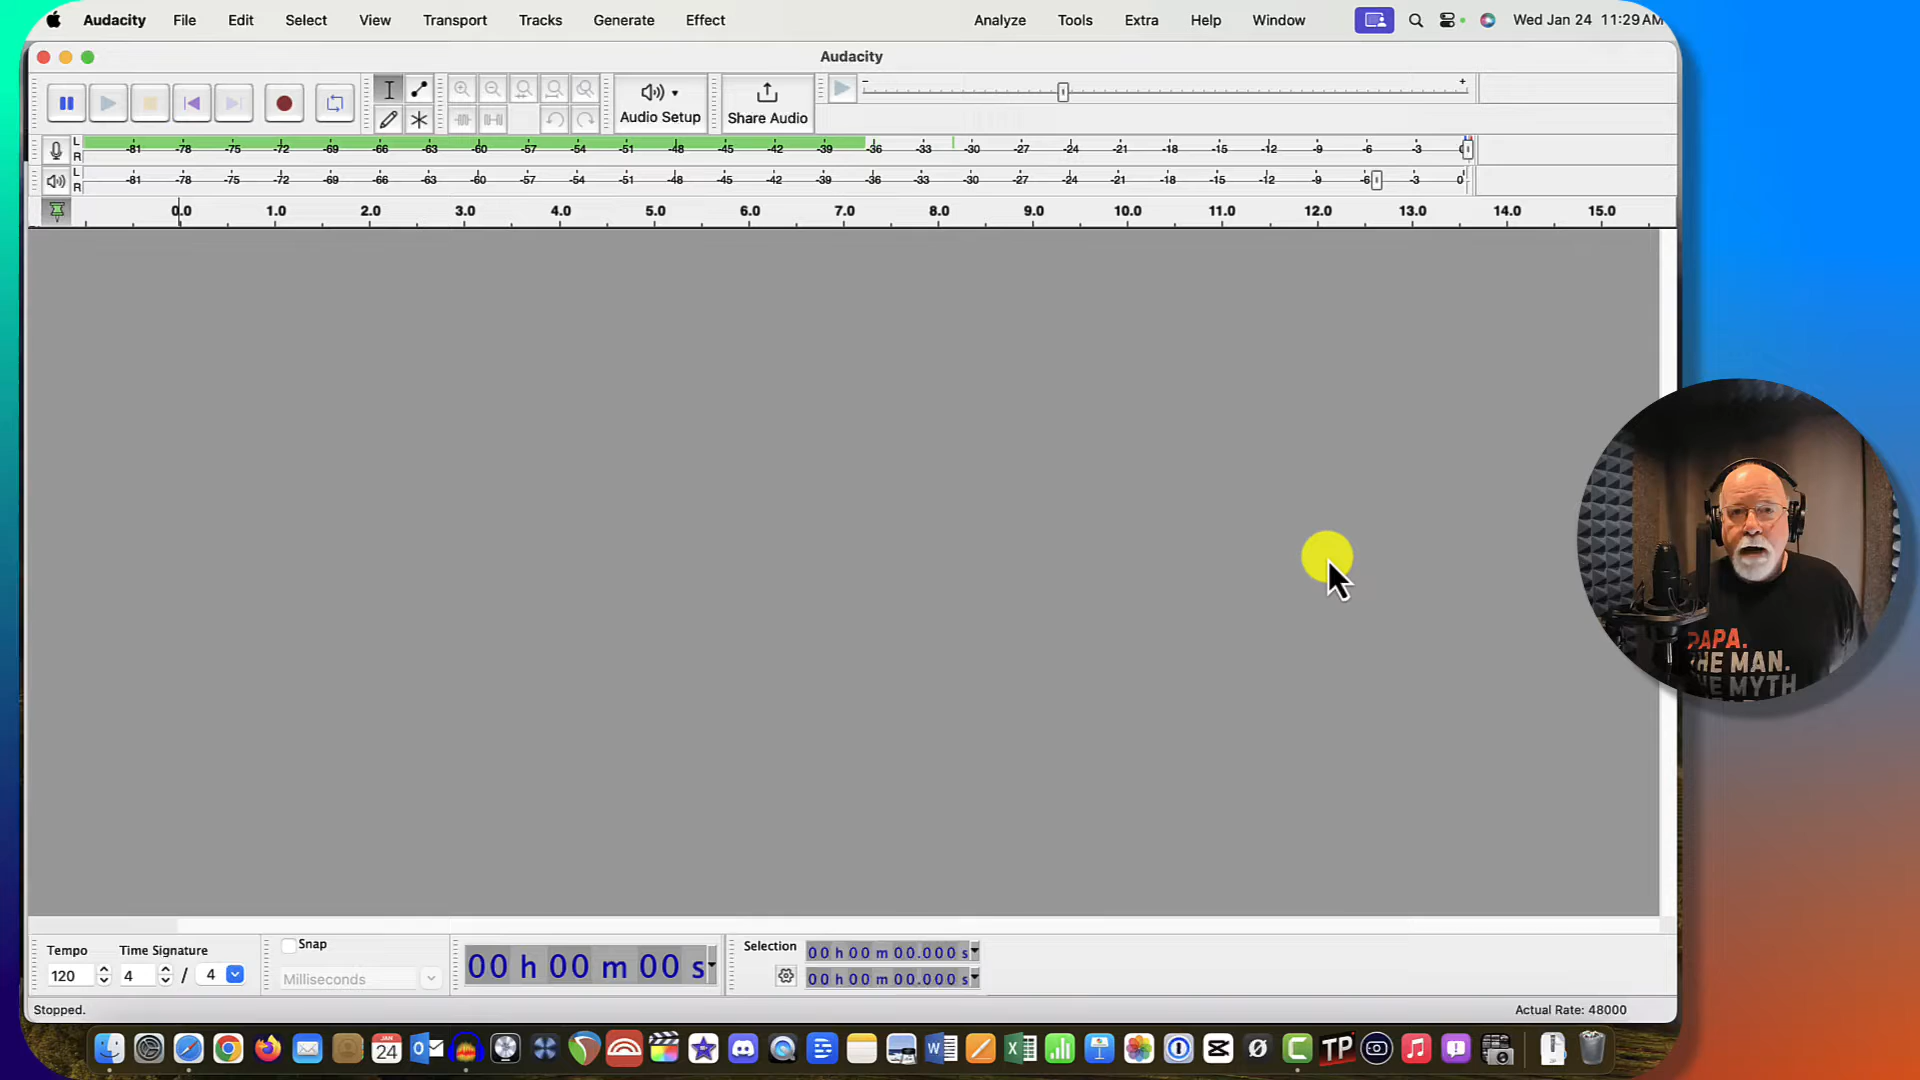 Audacity File Edit Select View Transport Tracks Generate Effect Analyze Tools Extra Help Window Wed Jan 24 11:29 AM
Audacity
Audio Setup
Share Audio
- +
L
R
-81 -78 -75 -72 -69 -66 -63 -60 -57 -54 -51 -48 -45 -42 -39 -36 -33 -30 -27 -24 -21 -18 -15 -12 -9 -6 -3 0
L
R
-81 -78 -75 -72 -69 -66 -63 -60 -57 -54 -51 -48 -45 -42 -39 -36 -33 -30 -27 -24 -21 -18 -15 -12 -9 -6 -3 0
0.0 1.0 2.0 3.0 4.0 5.0 6.0 7.0 8.0 9.0 10.0 11.0 12.0 13.0 14.0 15.0
PAPA.
THE MAN.
THE MYTH
Tempo Time Signature Snap Selection
120 4 / 4 Milliseconds
00 h 00 m 00 s
00 h 00 m 00.000 s
00 h 00 m 00.000 s
Stopped. Actual Rate: 48000
JAN
24
TP